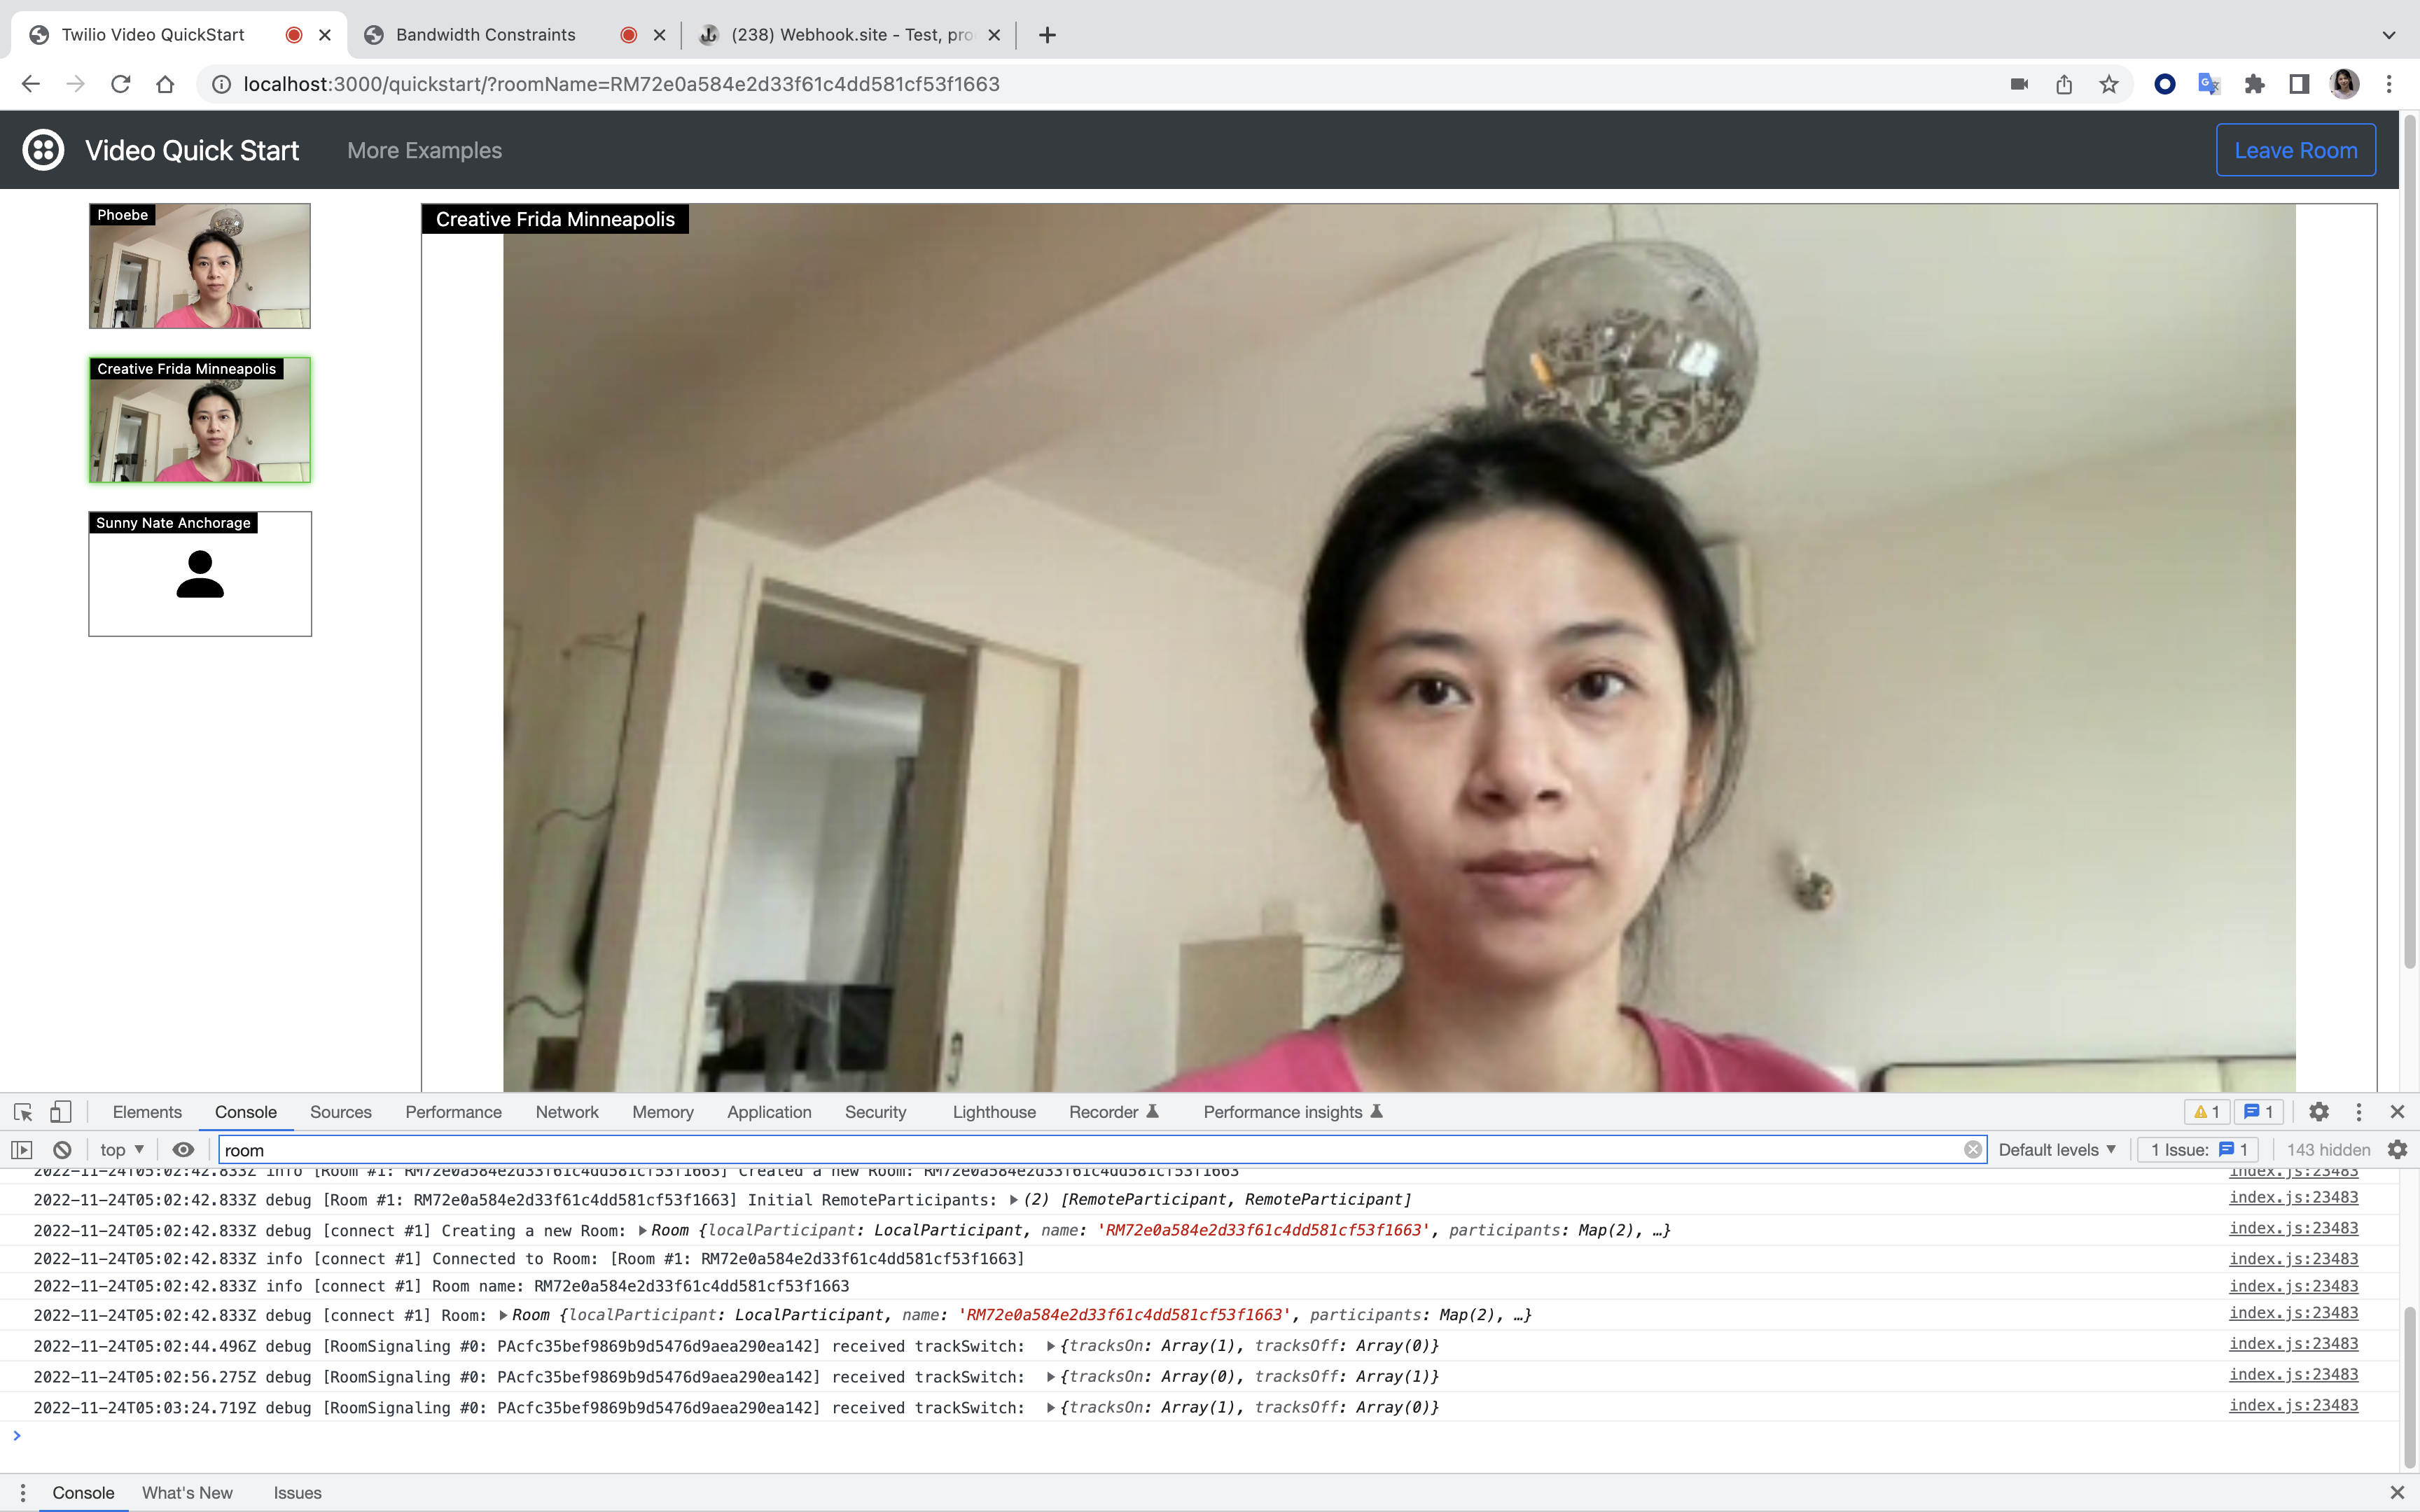 Twilio Video QuickStart
Bandwidth Constraints
(238) Webhook.site - Test, pro
localhost:3000/quickstart/?roomName=RM72e0a584e2d33f61c4dd581cf53f1663
Video Quick Start More Examples Leave Room
Phoebe
Creative Frida Minneapolis
Creative Frida Minneapolis
Sunny Nate Anchorage
Elements Console Sources Performance Network Memory Application Security Lighthouse Recorder Performance insights 1 1
top room Default levels 1 Issue: 1 143 hidden
2022-11-24T05:02:42.833Z info [Room #1: RM72e0a584e2d33f61c4dd581cf53f1663] Created a new Room: RM72e0a584e2d33f61c4dd581cf53f1663 index.js:23483
2022-11-24T05:02:42.833Z debug [Room #1: RM72e0a584e2d33f61c4dd581cf53f1663] Initial RemoteParticipants: (2) [RemoteParticipant, RemoteParticipant] index.js:23483
2022-11-24T05:02:42.833Z debug [connect #1] Creating a new Room: Room {localParticipant: LocalParticipant, name: 'RM72e0a584e2d33f61c4dd581cf53f1663', participants: Map(2), …} index.js:23483
2022-11-24T05:02:42.833Z info [connect #1] Connected to Room: [Room #1: RM72e0a584e2d33f61c4dd581cf53f1663] index.js:23483
2022-11-24T05:02:42.833Z info [connect #1] Room name: RM72e0a584e2d33f61c4dd581cf53f1663 index.js:23483
2022-11-24T05:02:42.833Z debug [connect #1] Room: Room {localParticipant: LocalParticipant, name: 'RM72e0a584e2d33f61c4dd581cf53f1663', participants: Map(2), …} index.js:23483
2022-11-24T05:02:44.496Z debug [RoomSignaling #0: PAcfc35bef9869b9d5476d9aea290ea142] received trackSwitch: {tracksOn: Array(1), tracksOff: Array(0)} index.js:23483
2022-11-24T05:02:56.275Z debug [RoomSignaling #0: PAcfc35bef9869b9d5476d9aea290ea142] received trackSwitch: {tracksOn: Array(0), tracksOff: Array(1)} index.js:23483
2022-11-24T05:03:24.719Z debug [RoomSignaling #0: PAcfc35bef9869b9d5476d9aea290ea142] received trackSwitch: {tracksOn: Array(1), tracksOff: Array(0)} index.js:23483
Console What's New Issues